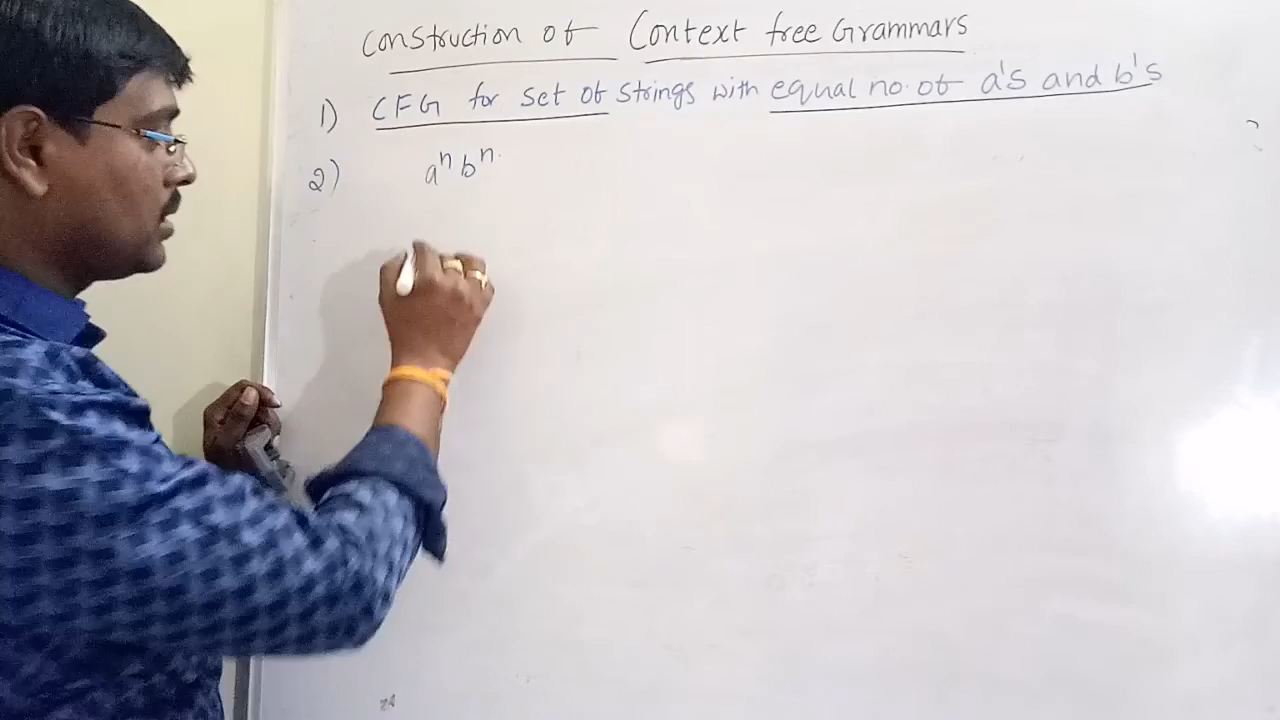 Construction of Context free Grammars
1) CFG for set of strings with equal no. of a's and b's
2) aⁿbⁿ.